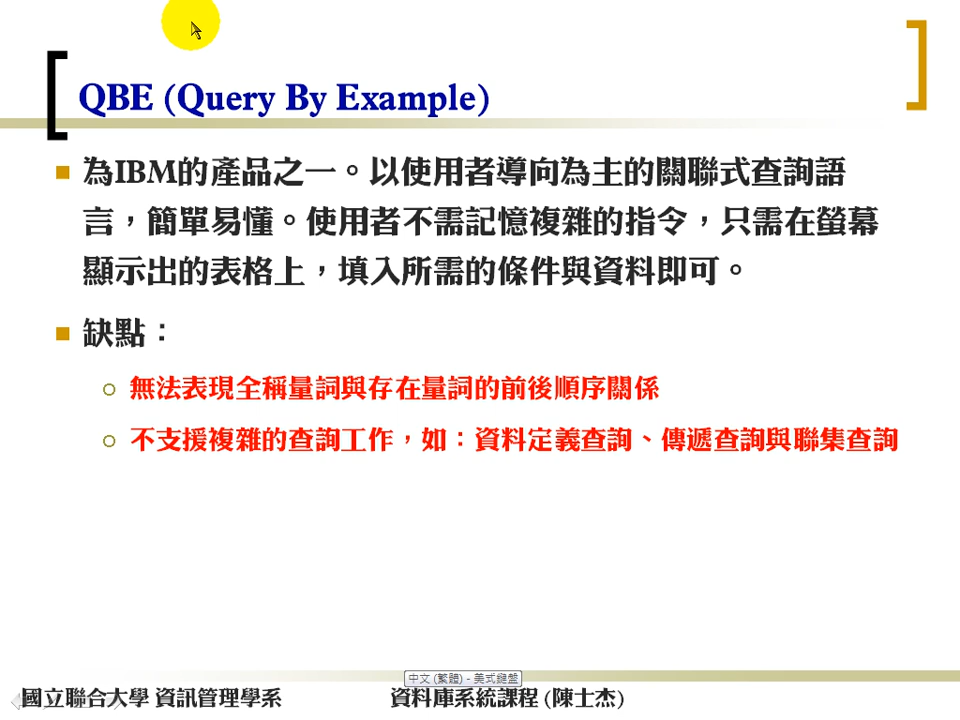 QBE (Query By Example)
為IBM的產品之一。以使用者導向為主的關聯式查詢語
言，簡單易懂。使用者不需記憶複雜的指令，只需在螢幕
顯示出的表格上，填入所需的條件與資料即可。
缺點：
無法表現全稱量詞與存在量詞的前後順序關係
不支援複雜的查詢工作，如：資料定義查詢、傳遞查詢與聯集查詢
中文 (繁體) - 美式鍵盤
國立聯合大學 資訊管理學系
資料庫系統課程 (陳士杰)